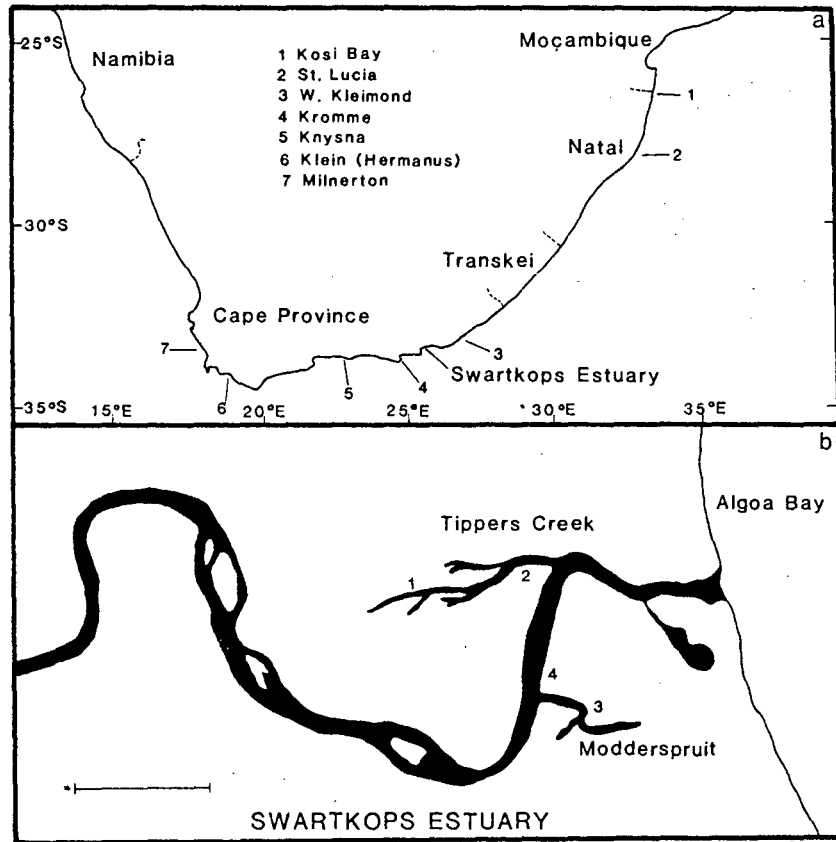 a
25°S
Namibia
Moçambique
1 Kosi Bay
2 St. Lucia
3 W. Kleimond
4 Kromme
5 Knysna
6 Klein (Hermanus)
7 Milnerton
1
Natal
2
30°S
Transkei
Cape Province
7
3
Swartkops Estuary
4
5
6
35°S
15°E
20°E
25°E
30°E
35°E
b
Algoa Bay
Tippers Creek
1
2
4
3
Modderspruit
SWARTKOPS ESTUARY